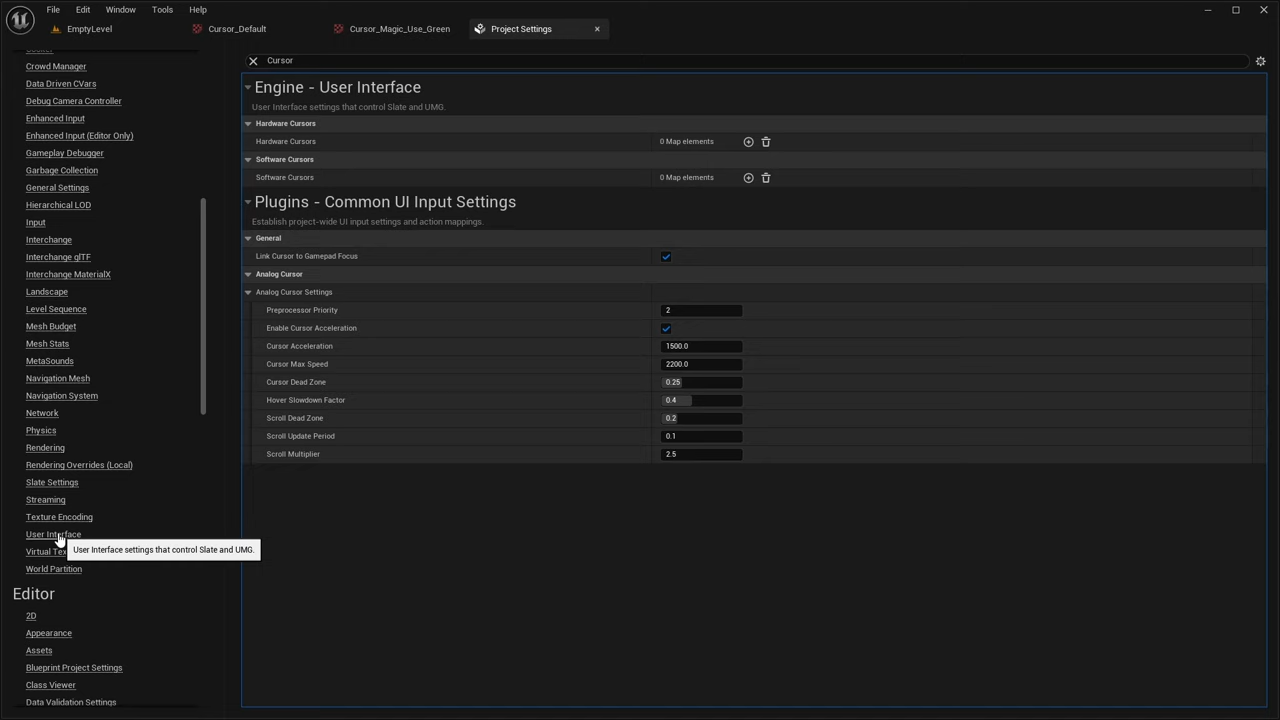 File Edit Window Tools Help
EmptyLevel Cursor_Default Cursor_Magic_Use_Green Project Settings
Cursor
Crowd Manager
Data Driven CVars
Debug Camera Controller
Enhanced Input
Enhanced Input (Editor Only)
Gameplay Debugger
Garbage Collection
General Settings
Hierarchical LOD
Input
Interchange
Interchange glTF
Interchange MaterialX
Landscape
Level Sequence
Mesh Budget
Mesh Stats
MetaSounds
Navigation Mesh
Navigation System
Network
Physics
Rendering
Rendering Overrides (Local)
Slate Settings
Streaming
Texture Encoding
User Interface
Virtual Tex
World Partition
Editor
2D
Appearance
Assets
Blueprint Project Settings
Class Viewer
Data Validation Settings
User Interface settings that control Slate and UMG.
Engine - User Interface
User Interface settings that control Slate and UMG.
Hardware Cursors
Hardware Cursors 0 Map elements
Software Cursors
Software Cursors 0 Map elements
Plugins - Common UI Input Settings
Establish project-wide UI input settings and action mappings.
General
Link Cursor to Gamepad Focus
Analog Cursor
Analog Cursor Settings
Preprocessor Priority 2
Enable Cursor Acceleration
Cursor Acceleration 1500.0
Cursor Max Speed 2200.0
Cursor Dead Zone 0.25
Hover Slowdown Factor 0.4
Scroll Dead Zone 0.2
Scroll Update Period 0.1
Scroll Multiplier 2.5